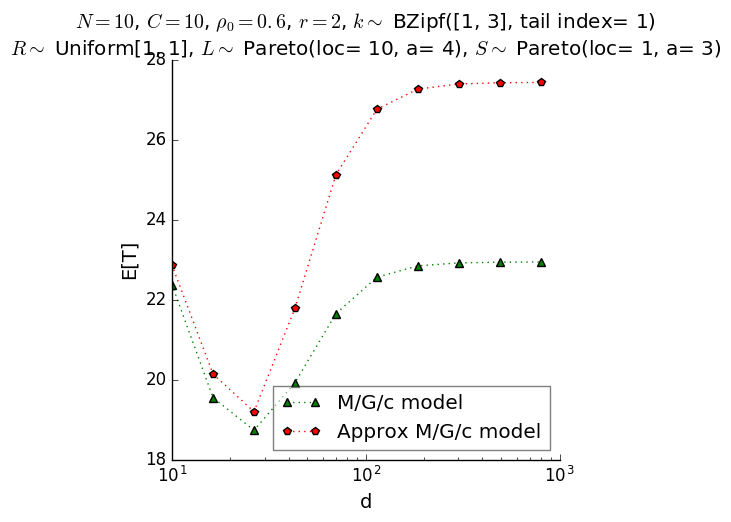 N = 10, C = 10, ρ₀ = 0.6, r = 2, k ∼ BZipf([1, 3], tail index= 1)
R ∼ Uniform[1, 1], L ∼ Pareto(loc= 10, a= 4), S ∼ Pareto(loc= 1, a= 3)
28
26
24
22
20
18
E[T]
M/G/c model
Approx M/G/c model
10¹ 10² 10³
d